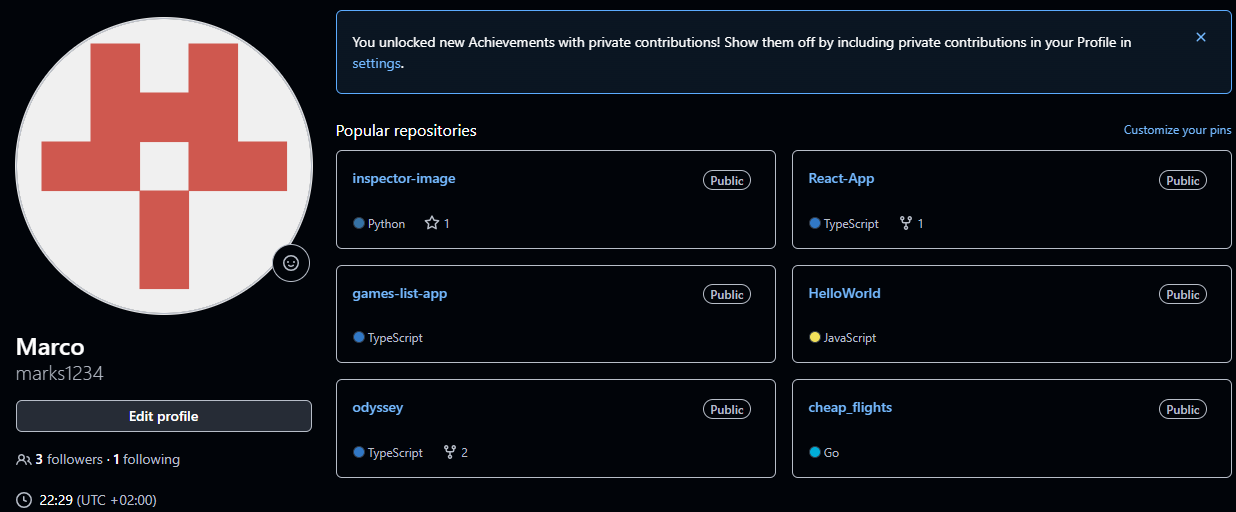 You unlocked new Achievements with private contributions! Show them off by including private contributions in your Profile in
settings.
Popular repositories
Customize your pins
inspector-image
Public
Python
1
React-App
Public
TypeScript
1
games-list-app
Public
TypeScript
HelloWorld
Public
JavaScript
odyssey
Public
TypeScript
2
cheap_flights
Public
Go
Marco
marks1234
Edit profile
3 followers · 1 following
22:29 (UTC +02:00)